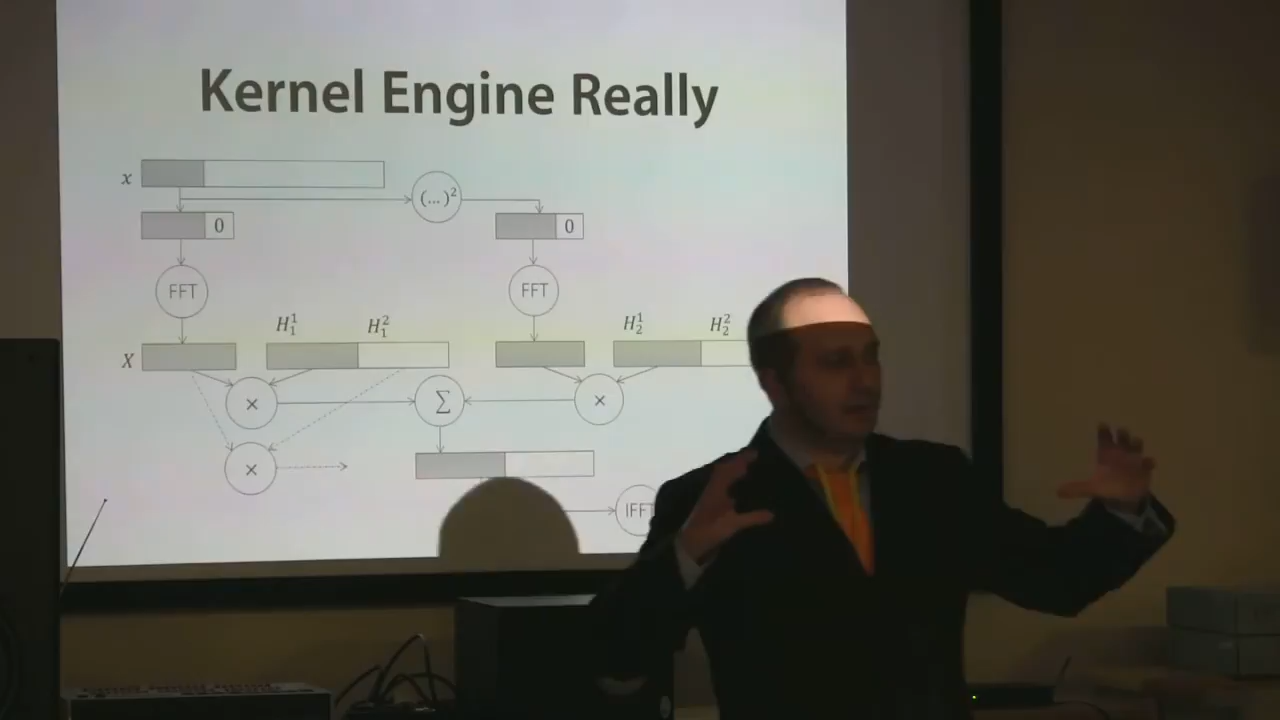 Kernel Engine Really
x
(...)²
0
0
FFT
FFT
H₁¹ H₁² H₂¹ H₂²
X
× Σ ×
×
IFFT